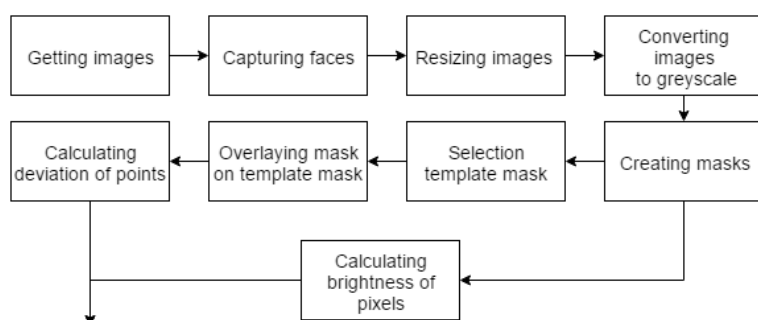 Getting images
Capturing faces
Resizing images
Converting
images
to greyscale
Calculating
deviation of points
Overlaying mask
on template mask
Selection
template mask
Creating masks
Calculating
brightness of
pixels